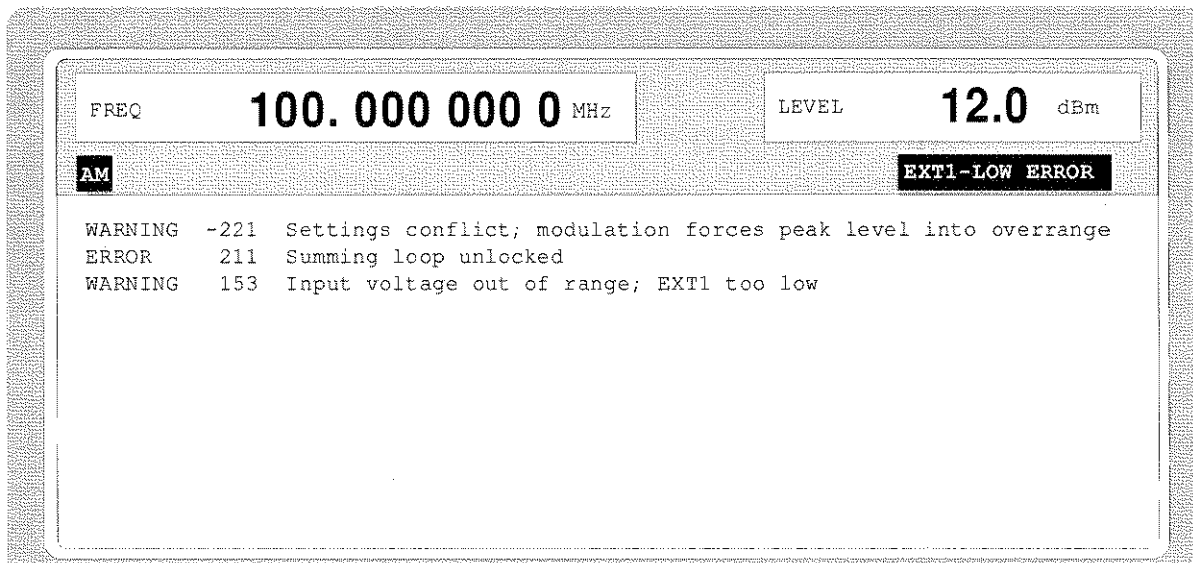 FREQ 100. 000 000 0 MHz LEVEL 12.0 dBm
AM EXT1-LOW ERROR
WARNING -221 Settings conflict; modulation forces peak level into overrange
ERROR 211 Summing loop unlocked
WARNING 153 Input voltage out of range; EXT1 too low